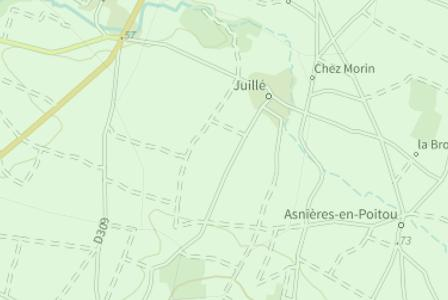 57
Chez Morin
Juillé
la Bro
Asnières-en-Poitou
D309
73